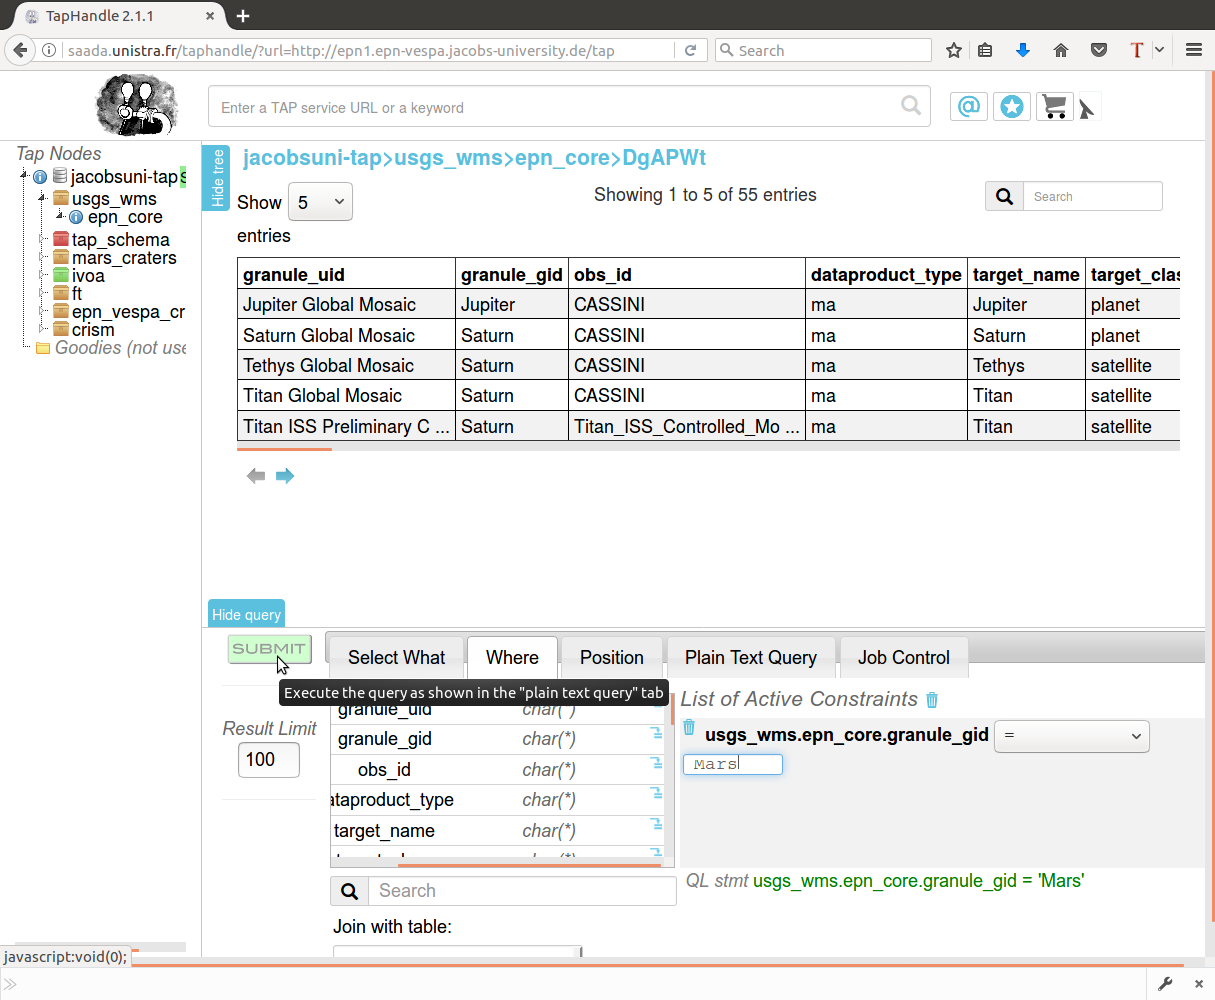 TapHandle 2.1.1
saada.unistra.fr/taphandle/?url=http://epn1.epn-vespa.jacobs-university.de/tap
Search
Enter a TAP service URL or a keyword
Tap Nodes
jacobsuni-tap
usgs_wms
epn_core
tap_schema
mars_craters
ivoa
ft
epn_vespa_cr
crism
Goodies (not use
Hide tree
jacobsuni-tap>usgs_wms>epn_core>DgAPWt
Show 5 entries
Showing 1 to 5 of 55 entries
Search
granule_uid granule_gid obs_id dataproduct_type target_name target_clas
Jupiter Global Mosaic Jupiter CASSINI ma Jupiter planet
Saturn Global Mosaic Saturn CASSINI ma Saturn planet
Tethys Global Mosaic Saturn CASSINI ma Tethys satellite
Titan Global Mosaic Saturn CASSINI ma Titan satellite
Titan ISS Preliminary C ... Saturn Titan_ISS_Controlled_Mo ... ma Titan satellite
Hide query
SUBMIT
Select What Where Position Plain Text Query Job Control
Execute the query as shown in the "plain text query" tab
Result Limit
100
granule_uid char(*)
granule_gid char(*)
obs_id char(*)
ataproduct_type char(*)
target_name char(*)
Search
Join with table:
List of Active Constraints
usgs_wms.epn_core.granule_gid =
Mars
QL stmt usgs_wms.epn_core.granule_gid = 'Mars'
javascript:void(0);